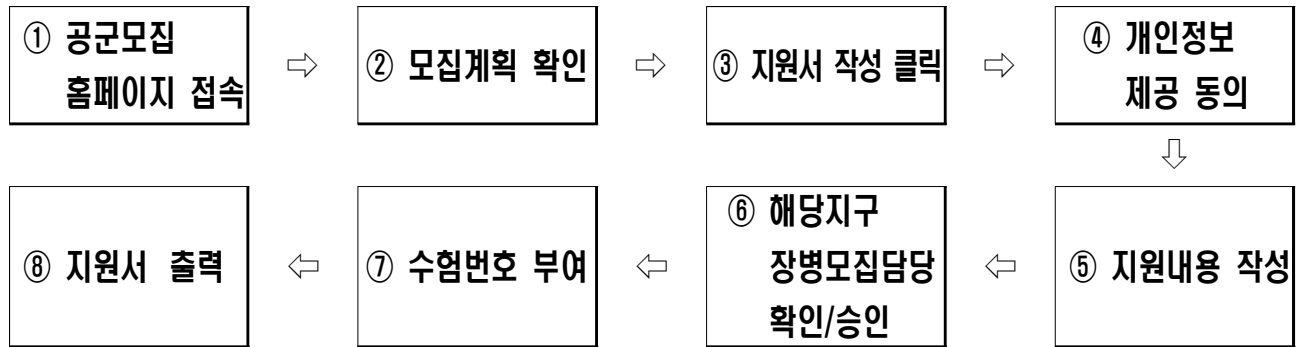 ① 공군모집
홈페이지 접속
⇨
② 모집계획 확인
⇨
③ 지원서 작성 클릭
⇨
④ 개인정보
제공 동의
⇩
⑤ 지원내용 작성
⇦
⑥ 해당지구
장병모집담당
확인/승인
⇦
⑦ 수험번호 부여
⇦
⑧ 지원서 출력